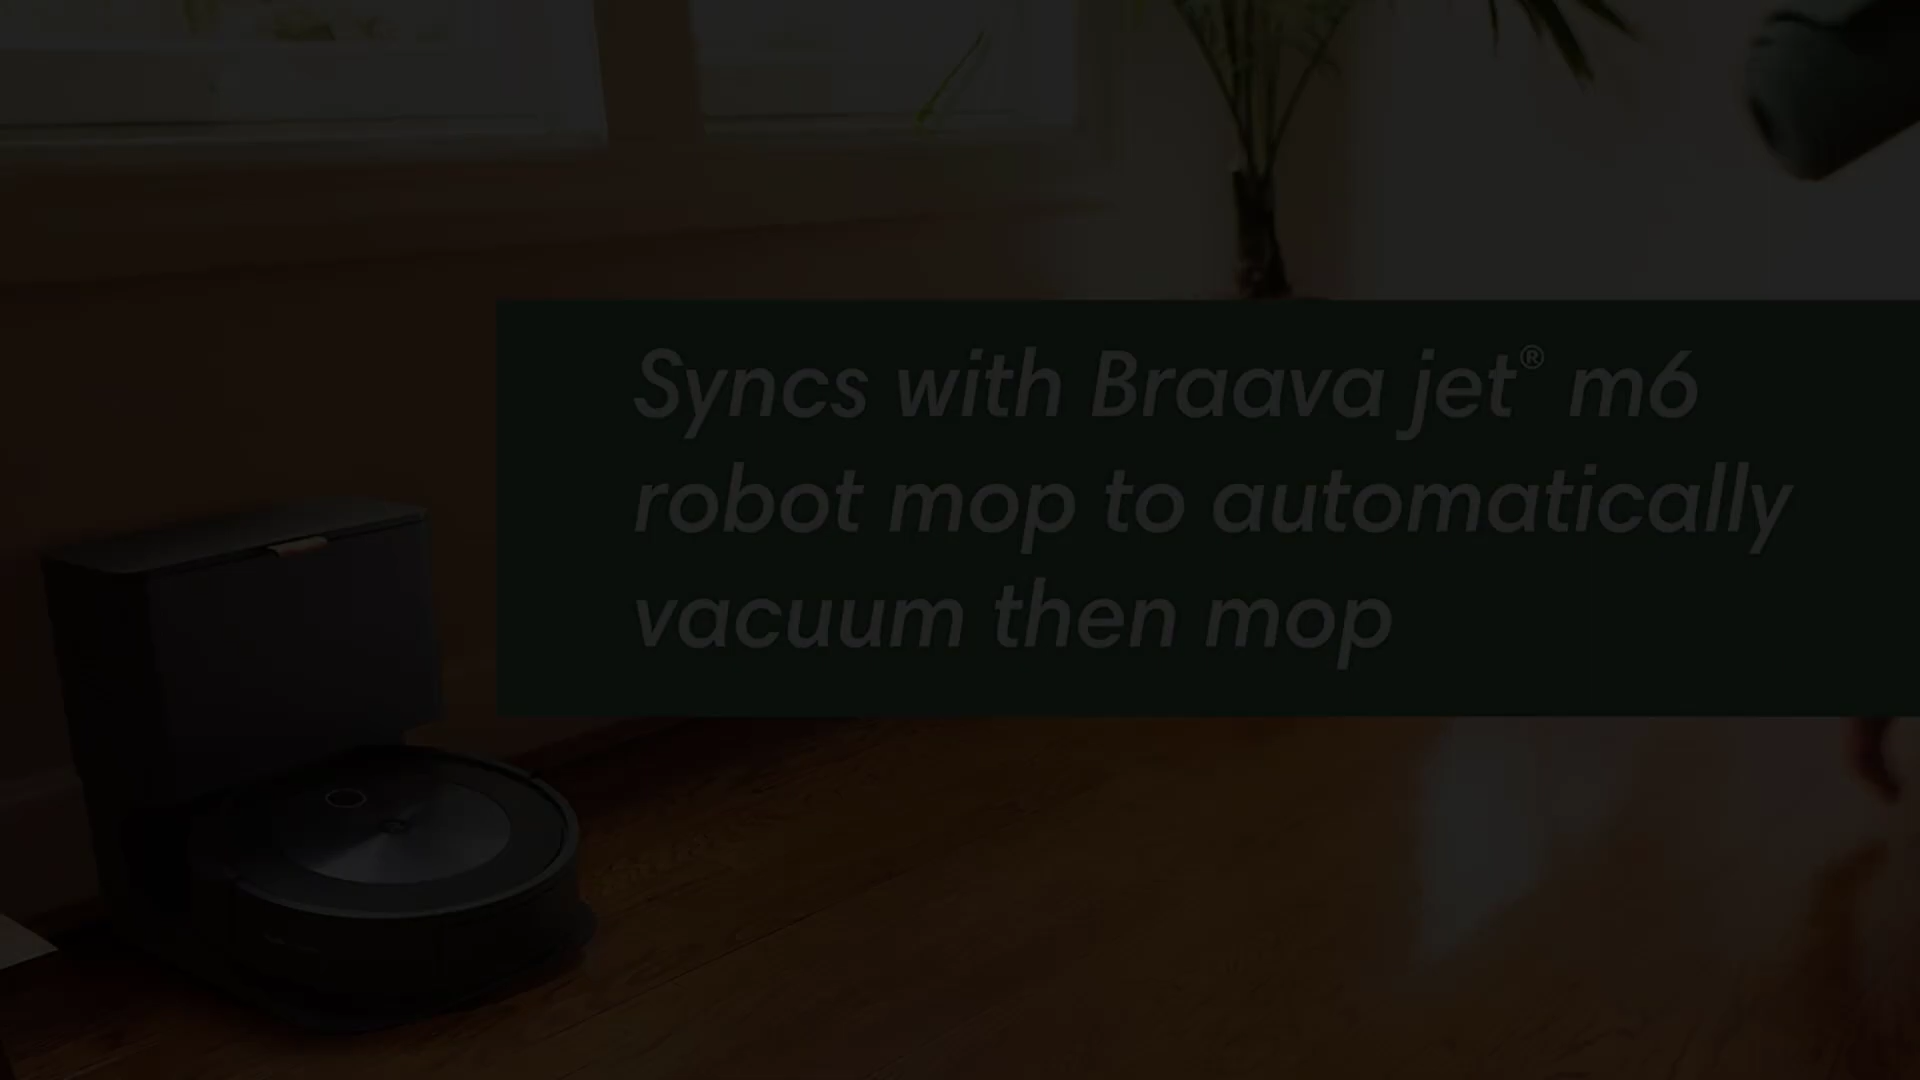 Syncs with Braava jet® m6
robot mop to automatically
vacuum then mop